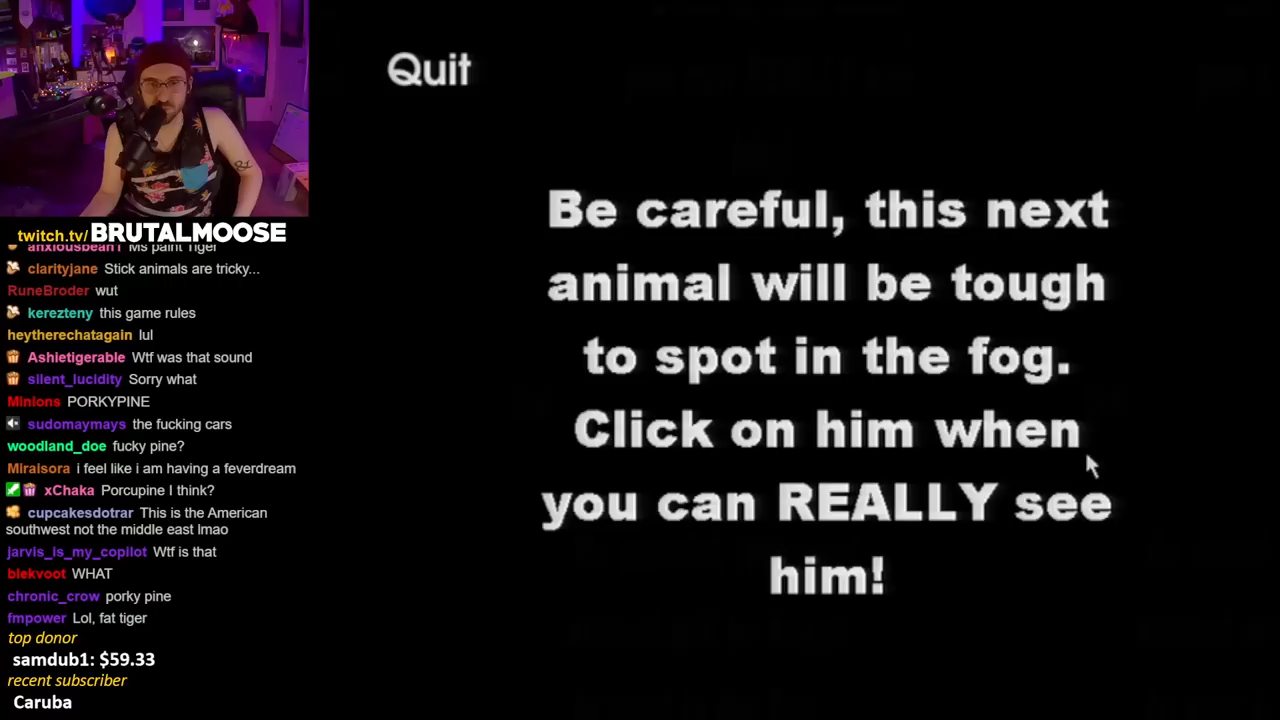 Quit
Be careful, this next
animal will be tough
to spot in the fog.
Click on him when
you can REALLY see
him!
twitch.tv/BRUTALMOOSE
anxiousbean1 Ms paint Tiger
clarityjane Stick animals are tricky...
RuneBroder wut
kerezteny this game rules
heytherechatagain lul
Ashletigerable Wtf was that sound
silent_lucidity Sorry what
Minions PORKYPINE
sudomaymays the fucking cars
woodland_doe fucky pine?
Miraisora i feel like i am having a feverdream
xChaka Porcupine I think?
cupcakesdotrar This is the American
southwest not the middle east lmao
jarvis_is_my_copilot Wtf is that
blekvoot WHAT
chronic_crow porky pine
fmpower Lol, fat tiger
top donor
samdub1: $59.33
recent subscriber
Caruba